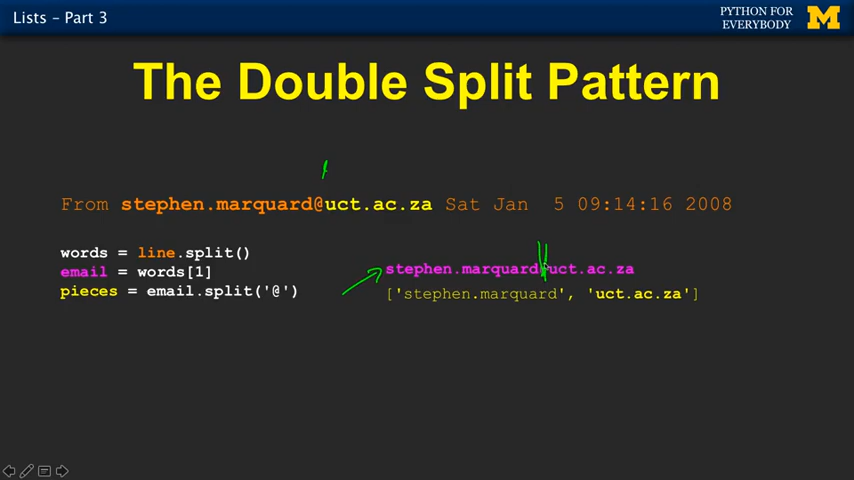 Lists – Part 3
PYTHON FOR
EVERYBODY
The Double Split Pattern
From stephen.marquard@uct.ac.za Sat Jan  5 09:14:16 2008
words = line.split()
email = words[1]
pieces = email.split('@')
stephen.marquard@uct.ac.za
['stephen.marquard', 'uct.ac.za']